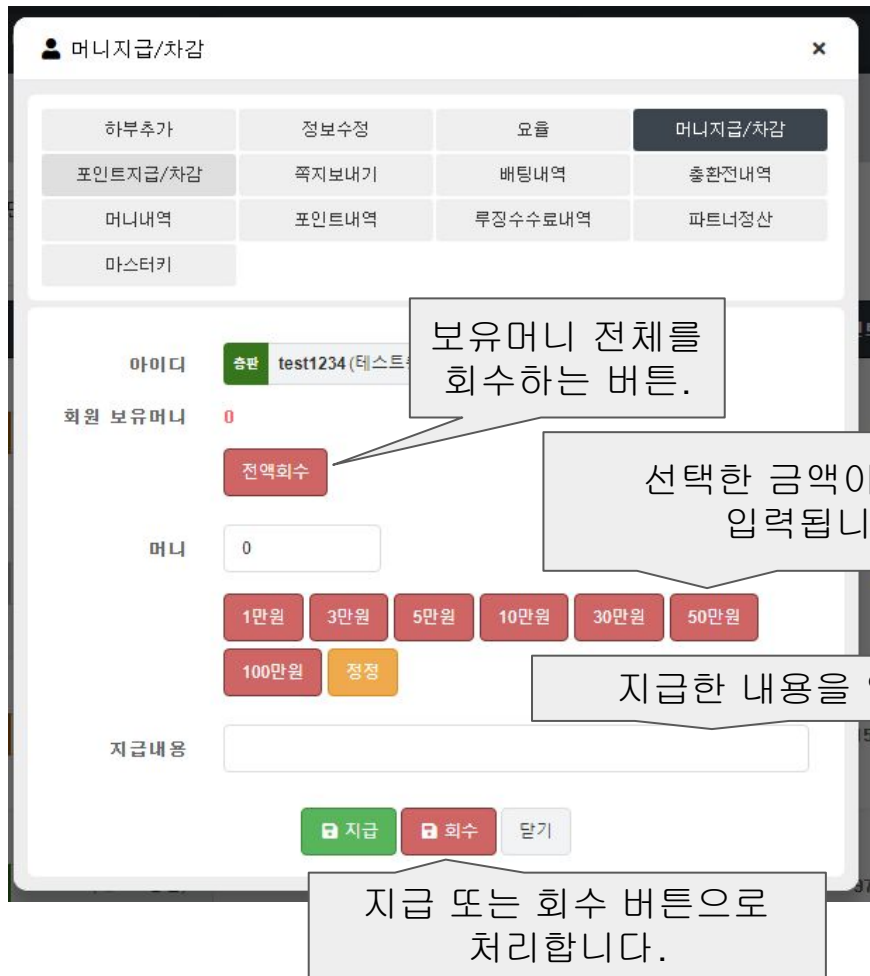 머니지급/차감 ×
하부추가 정보수정 요율 머니지급/차감
포인트지급/차감 쪽지보내기 배팅내역 충환전내역
머니내역 포인트내역 루징수수료내역 파트너정산
마스터키
보유머니 전체를
회수하는 버튼.
아이디 총판 test1234(테스트
회원 보유머니 0
전액회수
선택한 금액이
입력됩니
머니 0
1만원 3만원 5만원 10만원 30만원 50만원
100만원 정정
지급한 내용을
지급내용
지급 회수 닫기
지급 또는 회수 버튼으로
처리합니다.